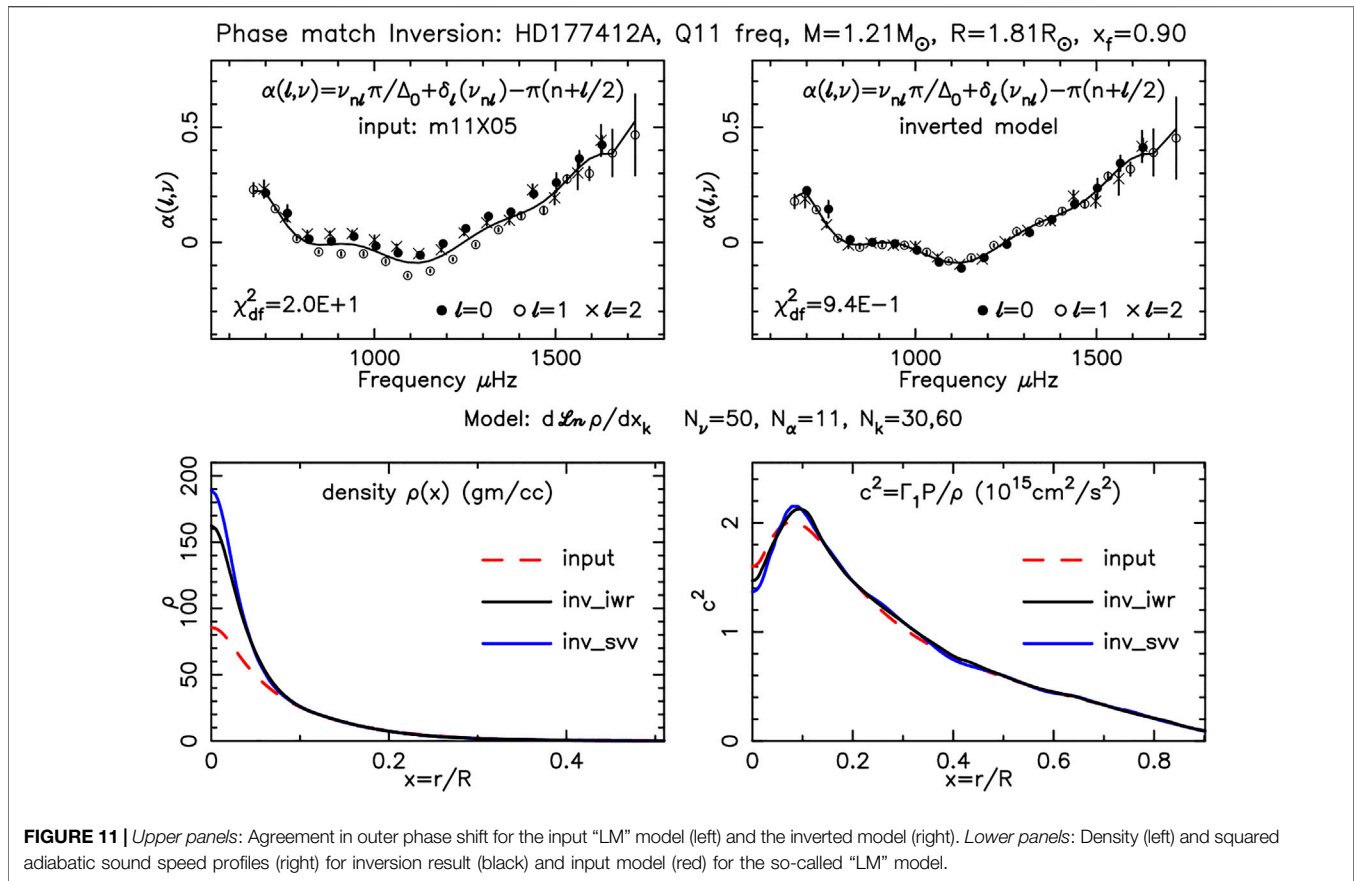 Phase match Inversion: HD177412A, Q11 freq, M=1.21M⊙, R=1.81R⊙, x_f=0.90
α(ℓ,ν)=ν_nℓ π/Δ₀+δ_ℓ(ν_nℓ)−π(n+ℓ/2)
input: m11X05
0.5
0
α(ℓ,ν)
χ²_df=2.0E+1
● ℓ=0 ○ ℓ=1 × ℓ=2
1000 1500
Frequency μHz
α(ℓ,ν)=ν_nℓ π/Δ₀+δ_ℓ(ν_nℓ)−π(n+ℓ/2)
inverted model
0.5
0
α(ℓ,ν)
χ²_df=9.4E−1
● ℓ=0 ○ ℓ=1 × ℓ=2
1000 1500
Frequency μHz
Model: d ℒn ρ/dx_k N_ν=50, N_α=11, N_k=30,60
density ρ(x) (gm/cc)
200
150
100
50
0
ρ
input
inv_iwr
inv_svv
0 0.2 0.4
x=r/R
c²=Γ₁P/ρ (10¹⁵cm²/s²)
2
1
0
c²
input
inv_iwr
inv_svv
0 0.2 0.4 0.6 0.8
x=r/R
FIGURE 11 | Upper panels: Agreement in outer phase shift for the input “LM” model (left) and the inverted model (right). Lower panels: Density (left) and squared
adiabatic sound speed profiles (right) for inversion result (black) and input model (red) for the so-called “LM” model.